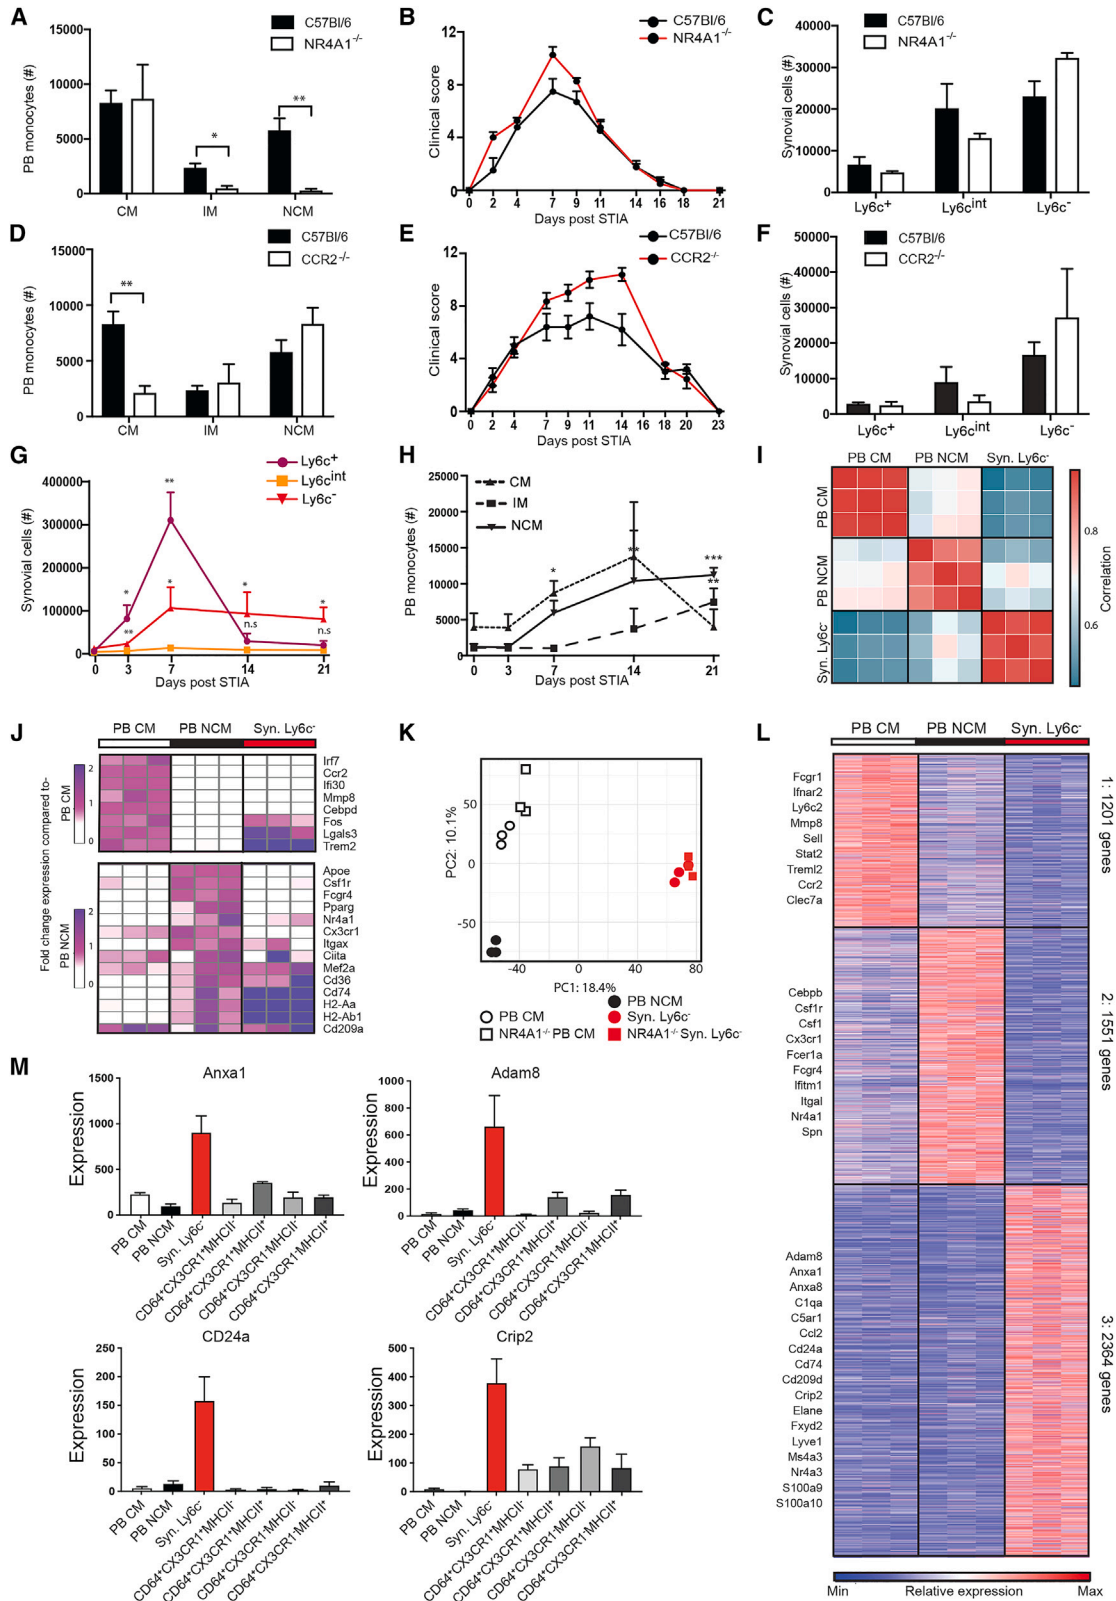 A
C57Bl/6
NR4A1-/-
PB monocytes (#)
15000
10000
5000
0
*
**
CM
IM
NCM
B
C57Bl/6
NR4A1-/-
Clinical score
12
8
4
0
0 2 4 7 9 11 14 16 18 21
Days post STIA
C
C57Bl/6
NR4A1-/-
Synovial cells (#)
40000
30000
20000
10000
0
Ly6c+
Ly6cint
Ly6c-
D
C57Bl/6
CCR2-/-
PB monocytes (#)
15000
10000
5000
0
**
CM
IM
NCM
E
C57Bl/6
CCR2-/-
Clinical score
12
8
4
0
0 2 4 7 9 11 14 16 18 20 23
Days post STIA
F
C57Bl/6
CCR2-/-
Synovial cells (#)
50000
40000
30000
20000
10000
0
Ly6c+
Ly6cint
Ly6c-
G
Ly6c+
Ly6cint
Ly6c-
Synovial cells (#)
400000
300000
200000
100000
0
*
**
**
*
*
n.s
*
n.s
0 3 7 14 21
Days post STIA
H
CM
IM
NCM
PB monocytes (#)
25000
20000
15000
10000
5000
0
*
**
***
**
0 3 7 14 21
Days post STIA
I
PB CM
PB NCM
Syn. Ly6c-
PB CM
PB NCM
Syn. Ly6c-
0.8
0.6
Correlation
J
PB CM
PB NCM
Syn. Ly6c-
Fold change expression compared to-
PB CM
2
1
0
Irf7
Ccr2
Ifi30
Mmp8
Cebpd
Fos
Lgals3
Trem2
PB NCM
2
1
0
Apoe
Csf1r
Fcgr4
Pparg
Nr4a1
Cx3cr1
Itgax
Ciita
Mef2a
Cd36
Cd74
H2-Aa
H2-Ab1
Cd209a
K
PC2: 10.1%
50
0
-50
-40 0 40 80
PC1: 18.4%
PB NCM
PB CM
Syn. Ly6c-
NR4A1-/- PB CM
NR4A1-/- Syn. Ly6c-
L
PB CM
PB NCM
Syn. Ly6c-
Fcgr1
Ifnar2
Ly6c2
Mmp8
Sell
Stat2
Treml2
Ccr2
Clec7a
1: 1201 genes
Cebpb
Csf1r
Csf1
Cx3cr1
Fcer1a
Fcgr4
Ifitm1
Itgal
Nr4a1
Spn
2: 1551 genes
Adam8
Anxa1
Anxa8
C1qa
C5ar1
Ccl2
Cd24a
Cd74
Cd209d
Crip2
Elane
Fxyd2
Lyve1
Ms4a3
Nr4a3
S100a9
S100a10
3: 2364 genes
Min
Relative expression
Max
M
Anxa1
Expression
1500
1000
500
0
PB CM
PB NCM
Syn. Ly6c-
CD64+CX3CR1+MHCII-
CD64+CX3CR1+MHCII+
CD64+CX3CR1-MHCII-
CD64+CX3CR1-MHCII+
Adam8
Expression
1000
800
600
400
200
0
PB CM
PB NCM
Syn. Ly6c-
CD64+CX3CR1+MHCII-
CD64+CX3CR1+MHCII+
CD64+CX3CR1-MHCII-
CD64+CX3CR1-MHCII+
CD24a
Expression
250
200
150
100
50
0
PB CM
PB NCM
Syn. Ly6c-
CD64+CX3CR1+MHCII-
CD64+CX3CR1+MHCII+
CD64+CX3CR1-MHCII-
CD64+CX3CR1-MHCII+
Crip2
Expression
500
400
300
200
100
0
PB CM
PB NCM
Syn. Ly6c-
CD64+CX3CR1+MHCII-
CD64+CX3CR1+MHCII+
CD64+CX3CR1-MHCII-
CD64+CX3CR1-MHCII+